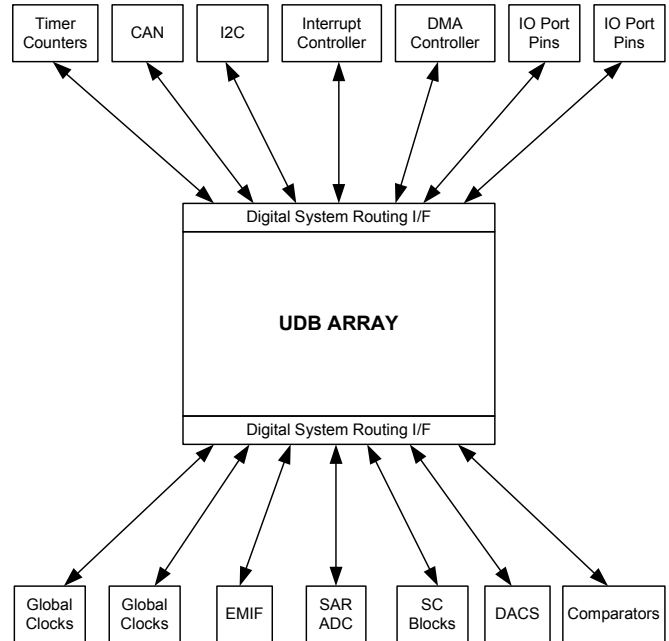 Timer
Counters
CAN
I2C
Interrupt
Controller
DMA
Controller
IO Port
Pins
IO Port
Pins
Digital System Routing I/F
UDB ARRAY
Digital System Routing I/F
Global
Clocks
Global
Clocks
EMIF
SAR
ADC
SC
Blocks
DACS
Comparators